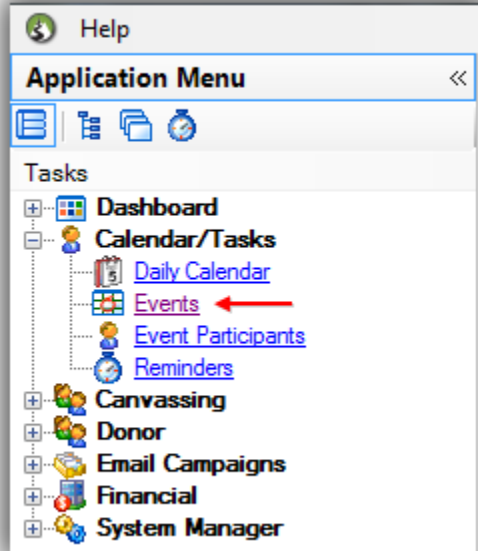 Help
Application Menu
Tasks
Dashboard
Calendar/Tasks
Daily Calendar
Events
Event Participants
Reminders
Canvassing
Donor
Email Campaigns
Financial
System Manager